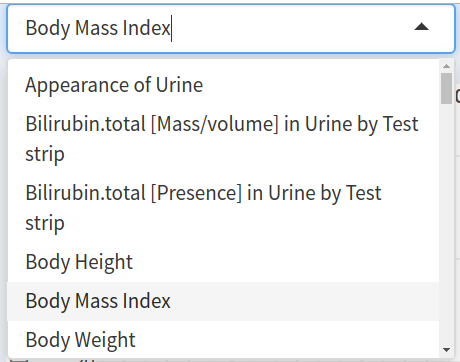 Body Mass Index
Appearance of Urine
Bilirubin.total [Mass/volume] in Urine by Test
strip
Bilirubin.total [Presence] in Urine by Test
strip
Body Height
Body Mass Index
Body Weight